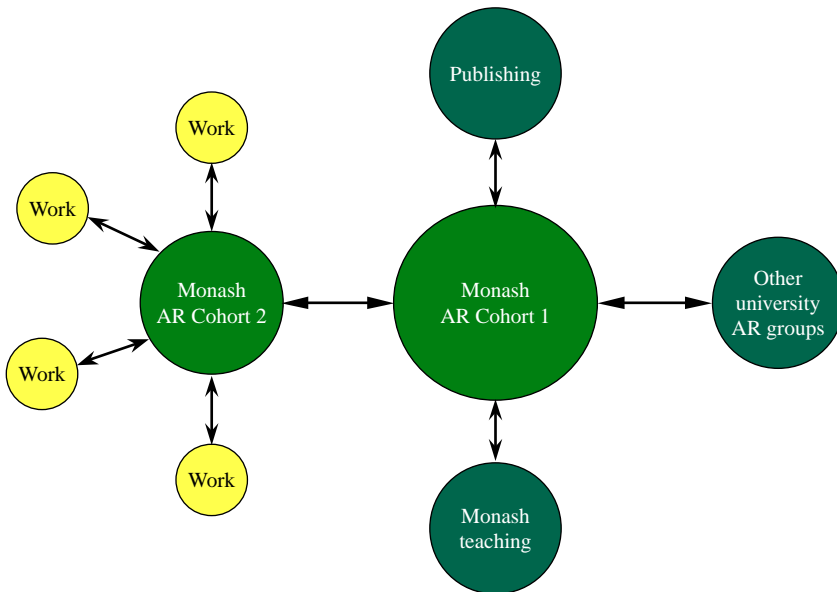 Publishing
Work
Work
Monash
AR Cohort 2
Monash
AR Cohort 1
Other
university
AR groups
Work
Work
Monash
teaching